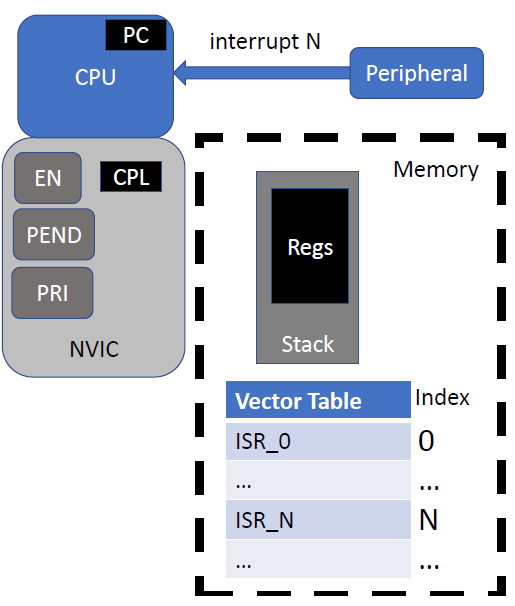 PC
CPU
interrupt N
Peripheral
EN
CPL
PEND
PRI
NVIC
Memory
Regs
Stack
Vector Table Index
ISR_0 0
... ...
ISR_N N
... ...